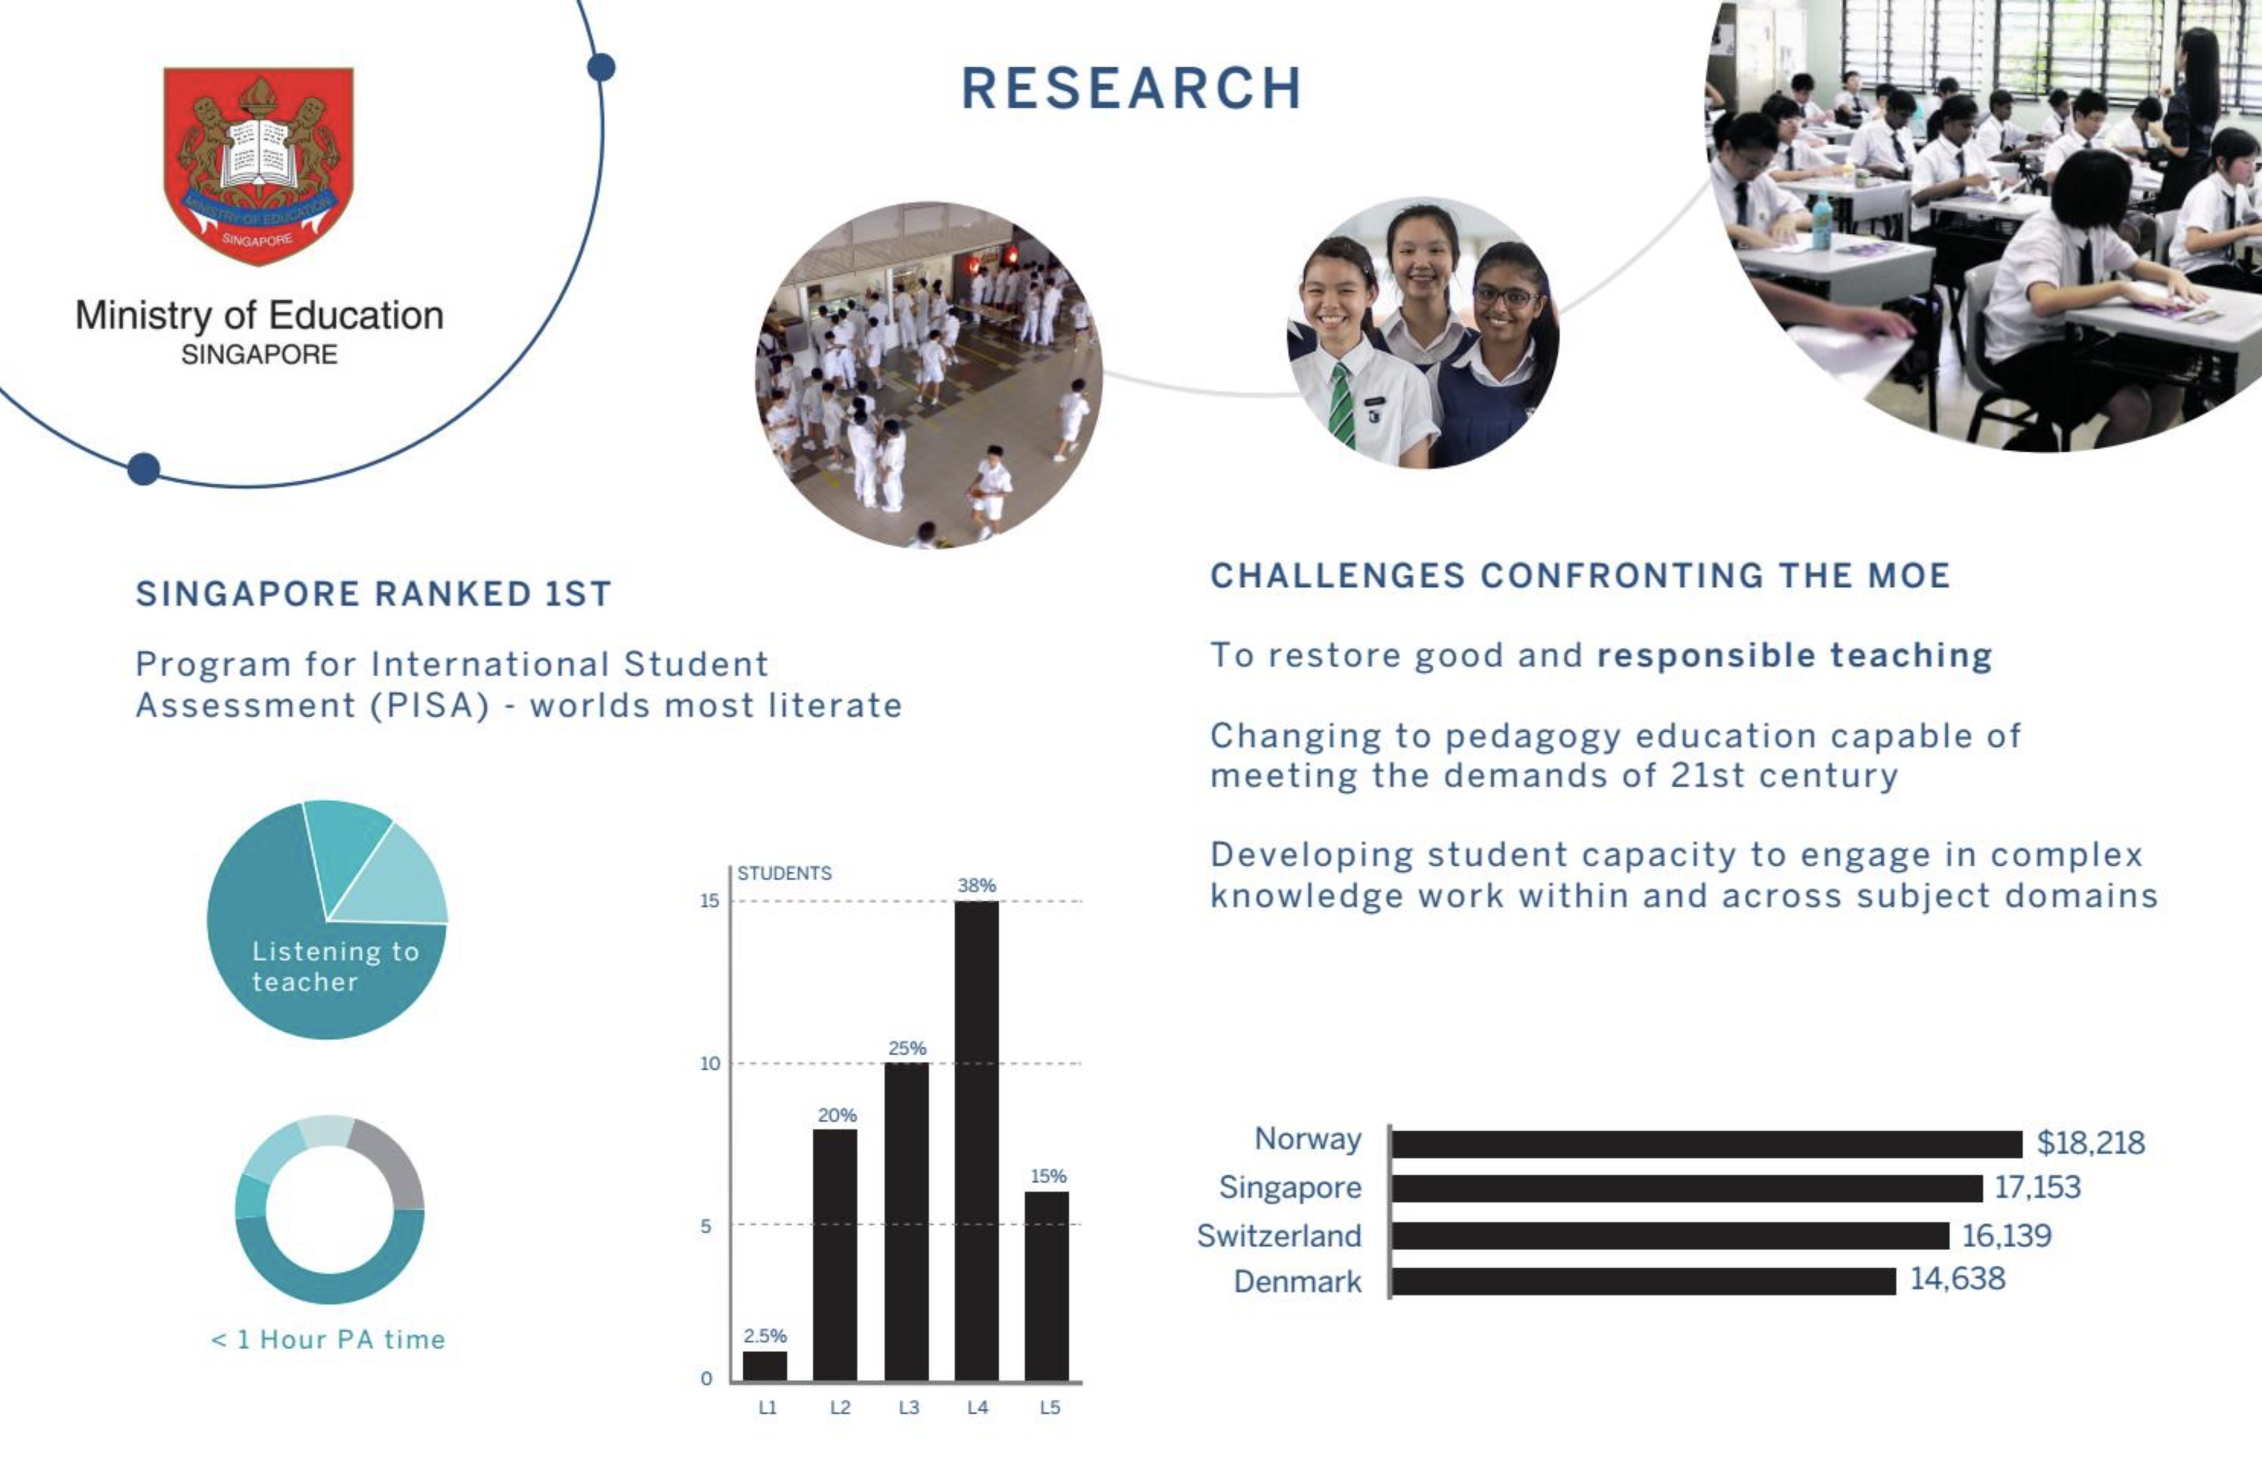 MINISTRY OF EDUCATION
SINGAPORE
Ministry of Education
SINGAPORE
RESEARCH
SINGAPORE RANKED 1ST
Program for International Student
Assessment (PISA) - worlds most literate
Listening to
teacher
< 1 Hour PA time
STUDENTS
15
10
5
0
2.5%
20%
25%
38%
15%
L1
L2
L3
L4
L5
CHALLENGES CONFRONTING THE MOE
To restore good and responsible teaching
Changing to pedagogy education capable of
meeting the demands of 21st century
Developing student capacity to engage in complex
knowledge work within and across subject domains
Norway $18,218
Singapore 17,153
Switzerland 16,139
Denmark 14,638